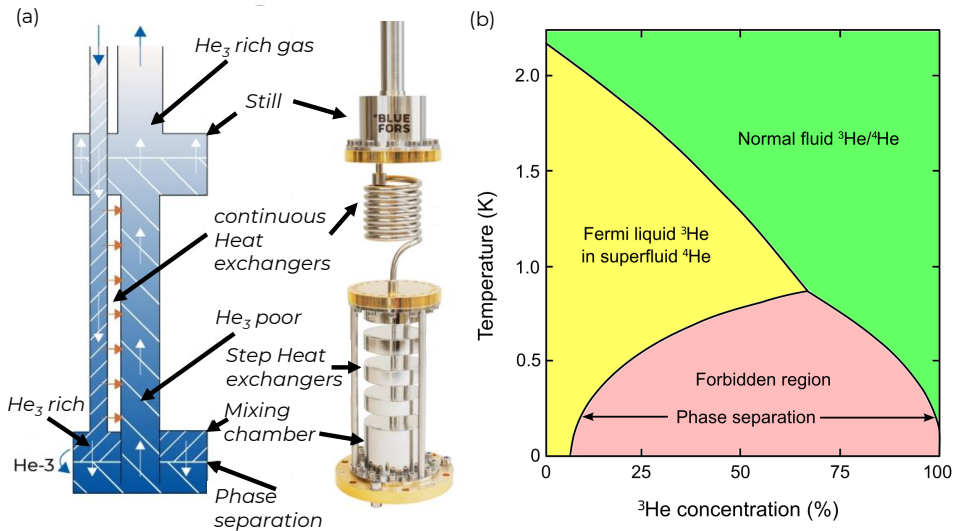 (a)
He₃ rich gas
Still
"BLUE
FORS
continuous
Heat
exchangers
He₃ poor
Step Heat
exchangers
He₃ rich
Mixing
chamber
He-3
Phase
separation
(b)
2.0
1.5
1.0
0.5
0
Temperature (K)
Normal fluid ³He/⁴He
Fermi liquid ³He
in superfluid ⁴He
Forbidden region
Phase separation
0
25
50
75
100
³He concentration (%)